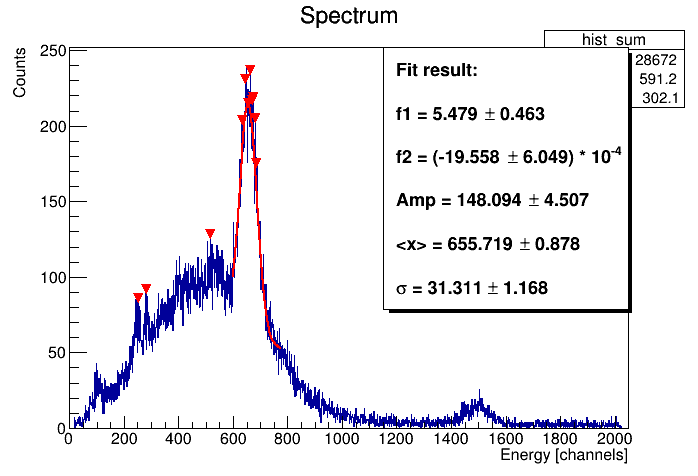 Spectrum
hist_sum
28672
591.2
302.1
Fit result:
f1 = 5.479 ± 0.463
f2 = (-19.558 ± 6.049) * 10⁻⁴
Amp = 148.094 ± 4.507
<x> = 655.719 ± 0.878
σ = 31.311 ± 1.168
Counts
250
200
150
100
50
0
0 200 400 600 800 1000 1200 1400 1600 1800 2000
Energy [channels]